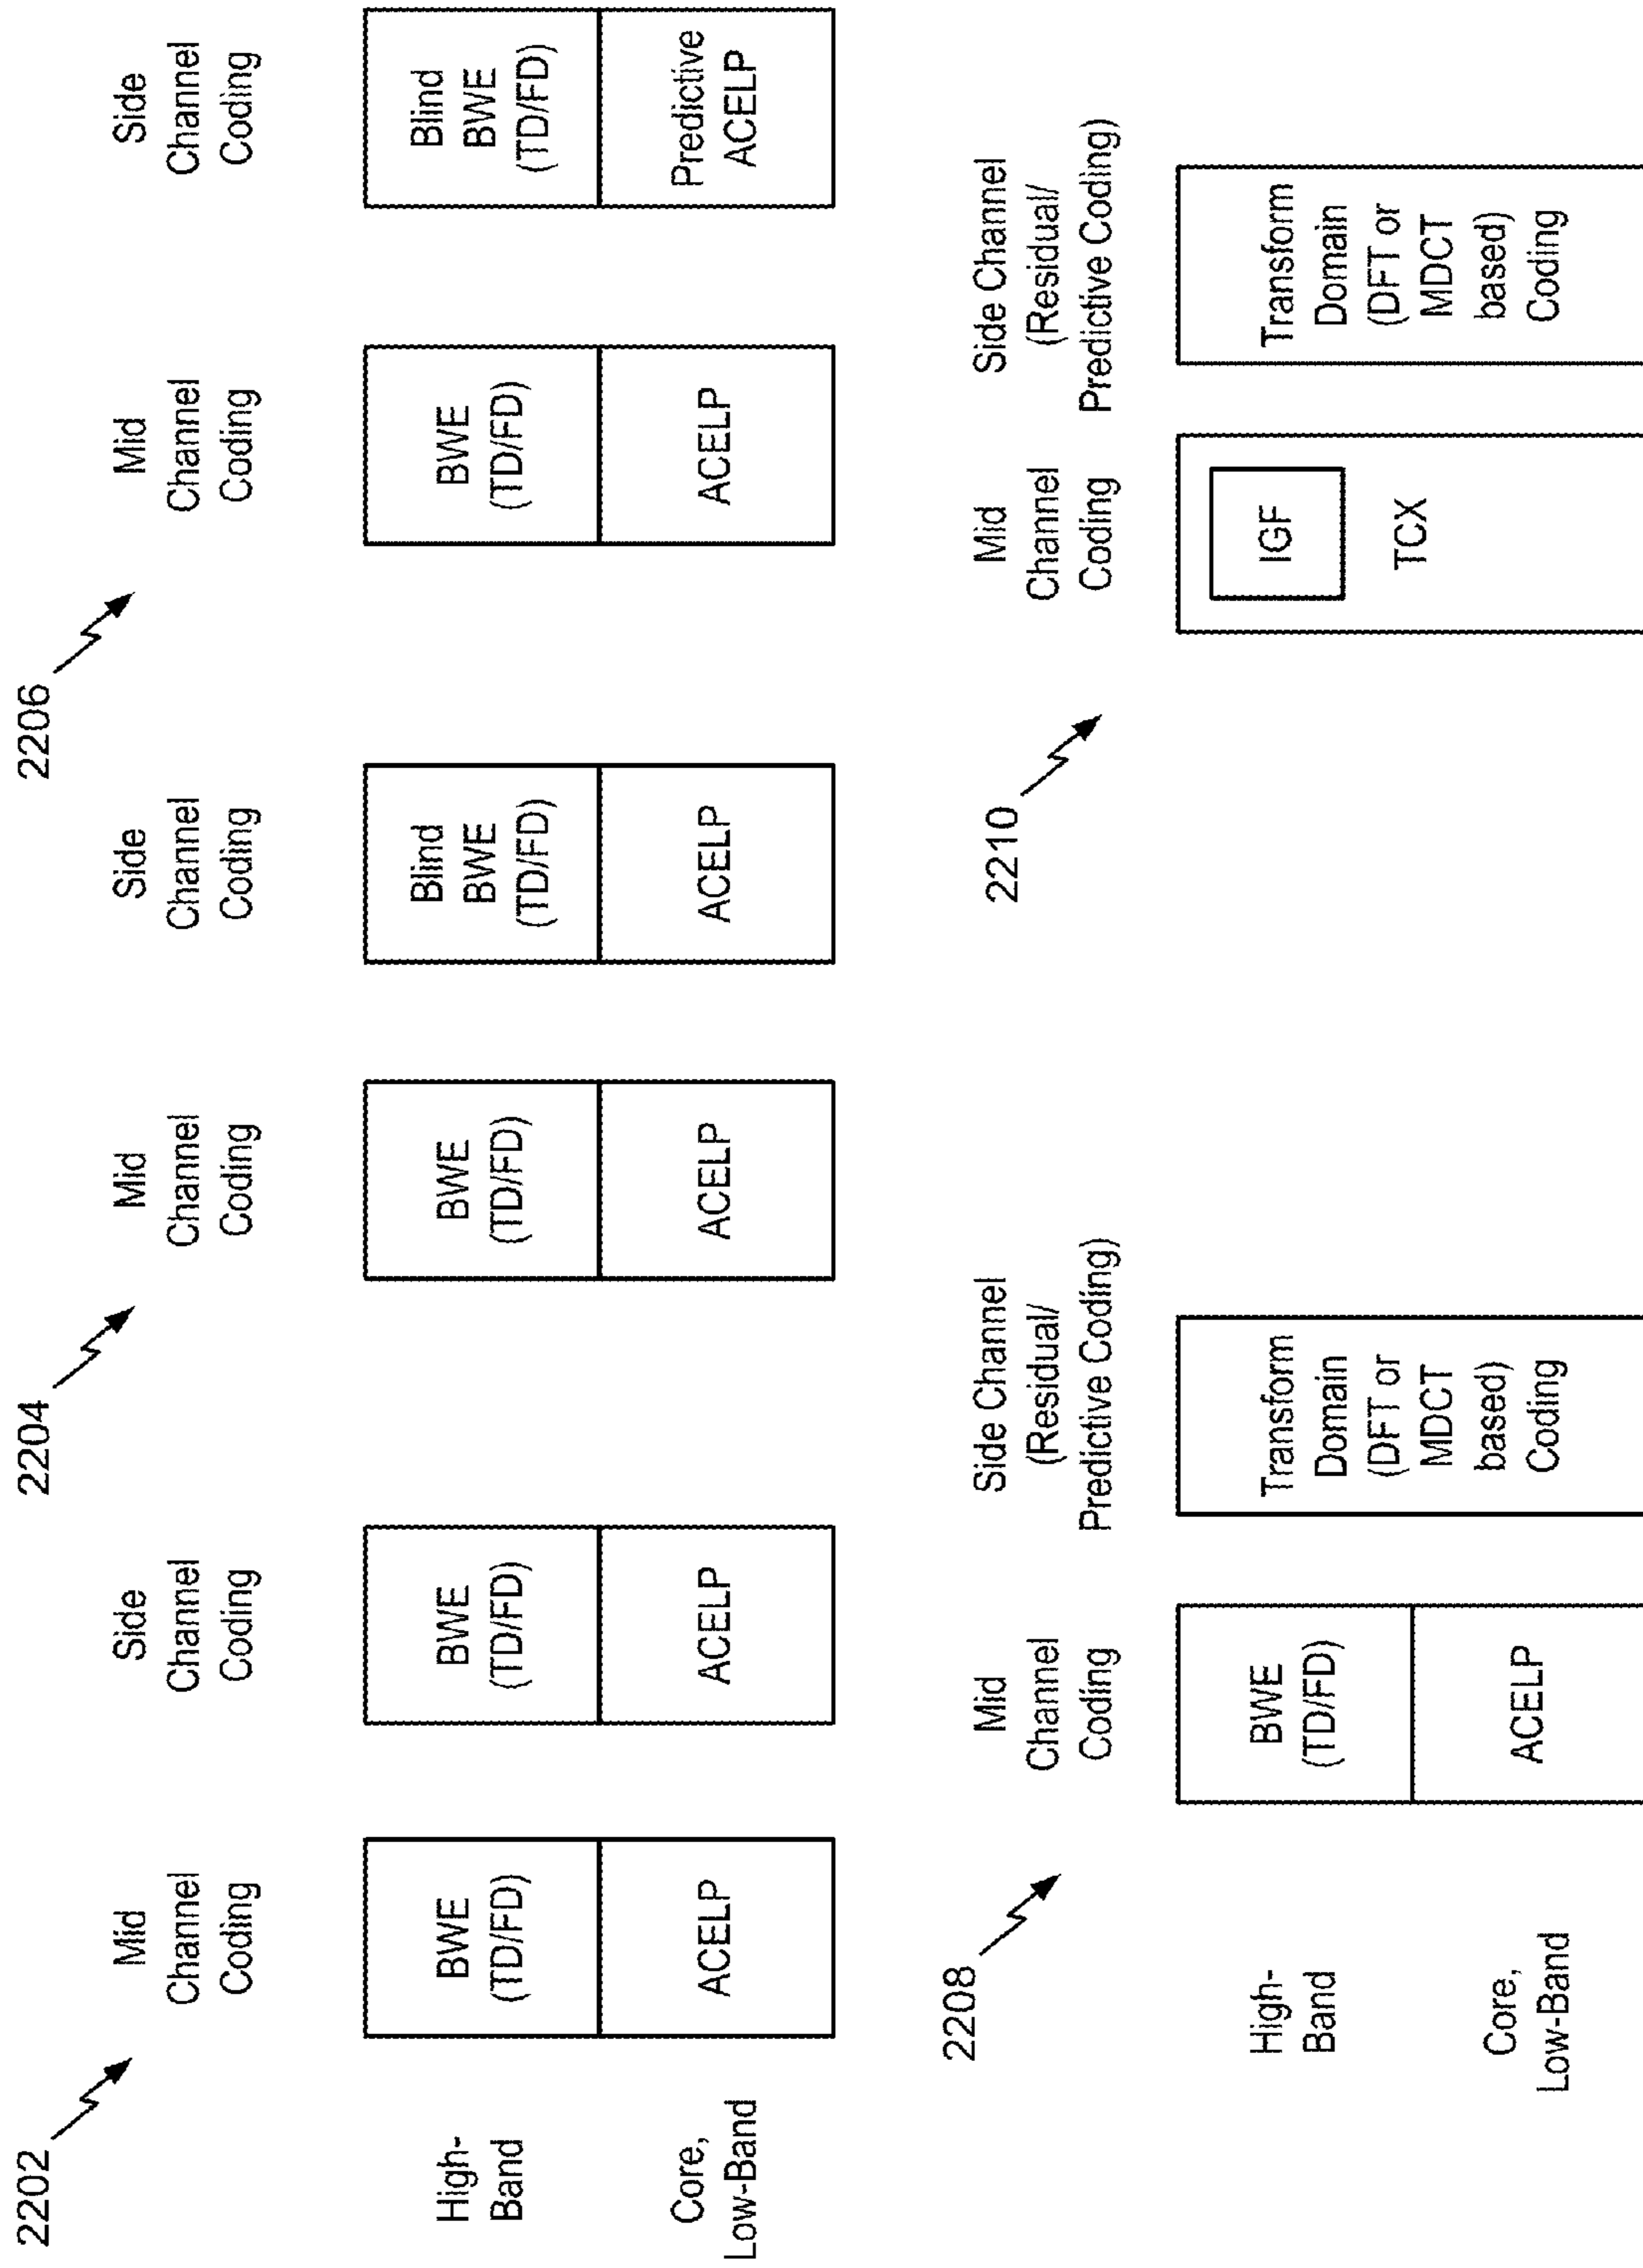 2202
Mid
Channel
Coding
Side
Channel
Coding
High-
Band
BWE
(TD/FD)
BWE
(TD/FD)
Core,
Low-Band
ACELP
ACELP
2204
Mid
Channel
Coding
Side
Channel
Coding
BWE
(TD/FD)
Blind
BWE
(TD/FD)
ACELP
ACELP
2206
Mid
Channel
Coding
Side
Channel
Coding
BWE
(TD/FD)
Blind
BWE
(TD/FD)
ACELP
Predictive
ACELP
2208
Mid
Channel
Coding
Side Channel
(Residual/
Predictive Coding)
High-
Band
BWE
(TD/FD)
Core,
Low-Band
ACELP
Transform
Domain
(DFT or
MDCT
based)
Coding
2210
Mid
Channel
Coding
Side Channel
(Residual/
Predictive Coding)
IGF
TCX
Transform
Domain
(DFT or
MDCT
based)
Coding